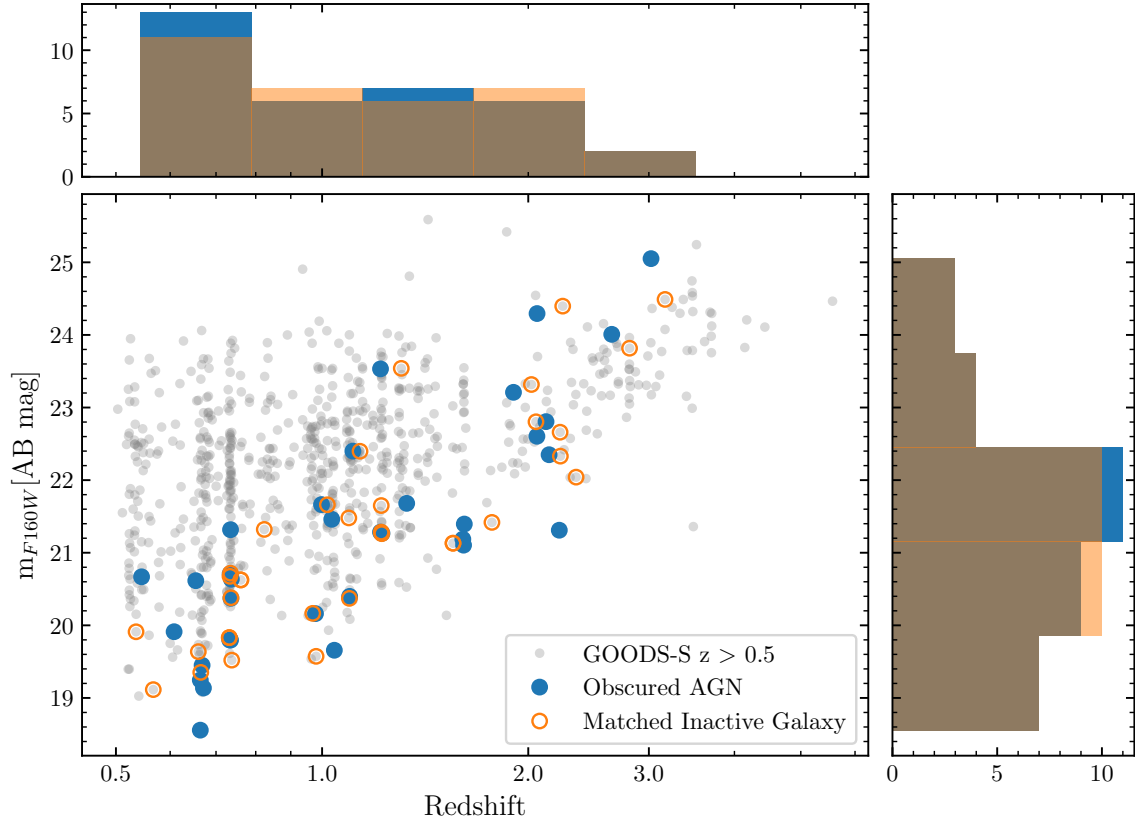 10
5
0
m_{F160W} [AB mag]
25
24
23
22
21
20
19
GOODS-S z > 0.5
Obscured AGN
Matched Inactive Galaxy
0.5 1.0 2.0 3.0
0 5 10
Redshift